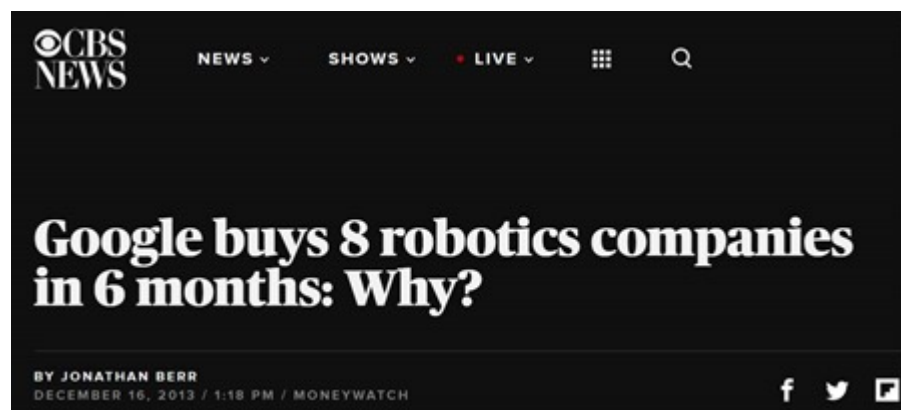 CBS NEWS
NEWS
SHOWS
LIVE
Google buys 8 robotics companies
in 6 months: Why?
BY JONATHAN BERR
DECEMBER 16, 2013 / 1:18 PM / MONEYWATCH